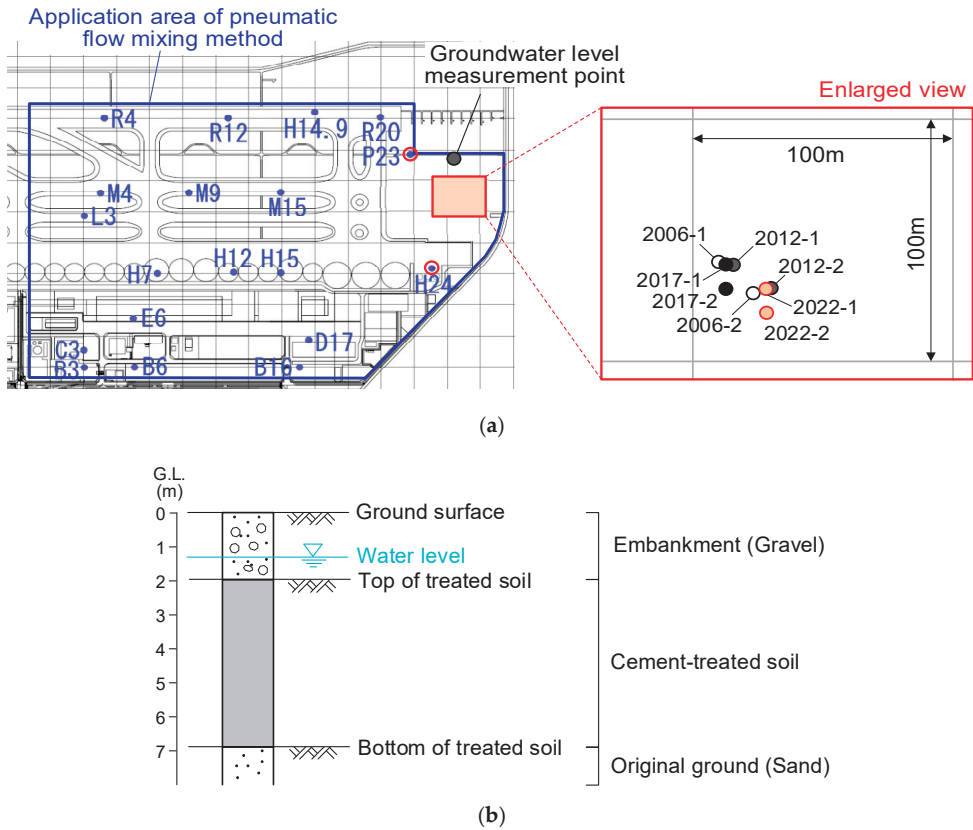 Application area of pneumatic
flow mixing method
Groundwater level
measurement point
Enlarged view
R4
R12
H14.9
R20
P23
M4
M9
M15
L3
H7
H12
H15
H24
E6
C3
D17
B3
B6
B16
100m
100m
2006-1
2012-1
2017-1
2012-2
2017-2
2022-1
2006-2
2022-2
(a)
G.L.
(m)
0
Ground surface
1
Embankment (Gravel)
Water level
2
Top of treated soil
3
4
Cement-treated soil
5
6
7
Bottom of treated soil
Original ground (Sand)
(b)